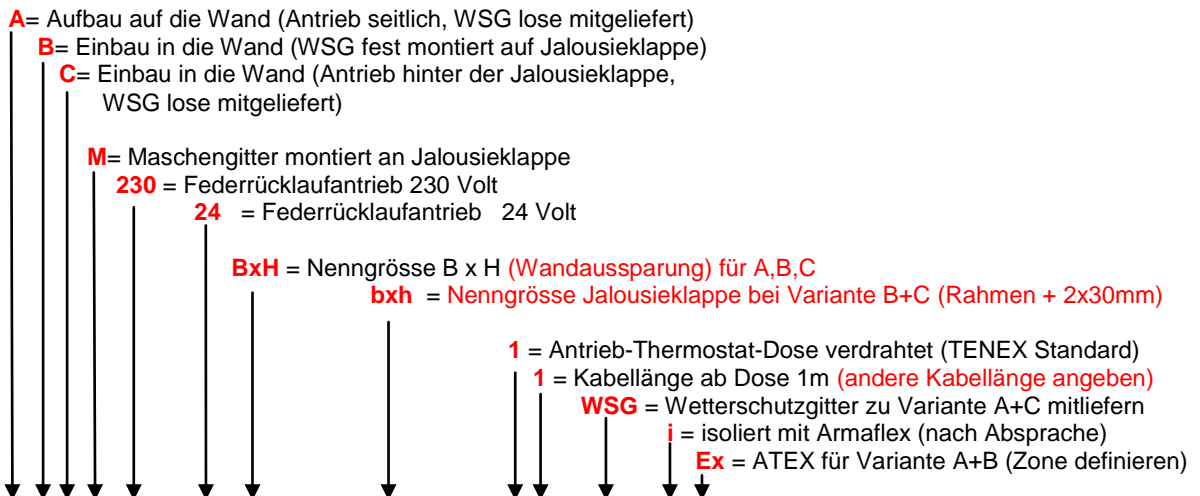 A= Aufbau auf die Wand (Antrieb seitlich, WSG lose mitgeliefert)
B= Einbau in die Wand (WSG fest montiert auf Jalousieklappe)
C= Einbau in die Wand (Antrieb hinter der Jalousieklappe,
WSG lose mitgeliefert)
M= Maschengitter montiert an Jalousieklappe
230 = Federrücklaufantrieb 230 Volt
24 = Federrücklaufantrieb 24 Volt
BxH = Nenngrösse B x H (Wandaussparung) für A,B,C
bxh = Nenngrösse Jalousieklappe bei Variante B+C (Rahmen + 2x30mm)
1 = Antrieb-Thermostat-Dose verdrahtet (TENEX Standard)
1 = Kabellänge ab Dose 1m (andere Kabellänge angeben)
WSG = Wetterschutzgitter zu Variante A+C mitliefern
i = isoliert mit Armaflex (nach Absprache)
Ex = ATEX für Variante A+B (Zone definieren)